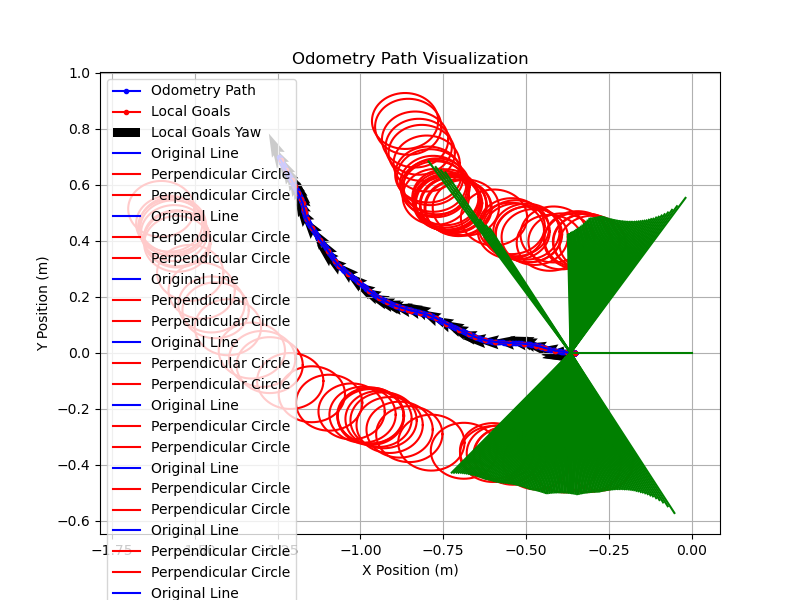 Odometry Path Visualization
1.0
0.8
0.6
0.4
0.2
0.0
−0.2
−0.4
−0.6
Y Position (m)
Odometry Path
Local Goals
Local Goals Yaw
Original Line
Perpendicular Circle
Perpendicular Circle
Original Line
Perpendicular Circle
Perpendicular Circle
Original Line
Perpendicular Circle
Perpendicular Circle
Original Line
Perpendicular Circle
Perpendicular Circle
Original Line
Perpendicular Circle
Perpendicular Circle
Original Line
Perpendicular Circle
Perpendicular Circle
Original Line
Perpendicular Circle
Perpendicular Circle
Original Line
−1.75 −1.00 −0.75 −0.50 −0.25 0.00
X Position (m)